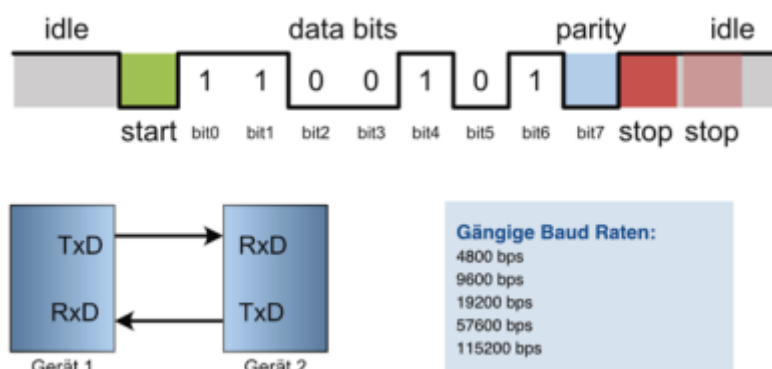 idle data bits parity idle
1 1 0 0 1 0 1
start bit0 bit1 bit2 bit3 bit4 bit5 bit6 bit7 stop stop
TxD RxD
RxD TxD
Gerät 1 Gerät 2
Gängige Baud Raten:
4800 bps
9600 bps
19200 bps
57600 bps
115200 bps